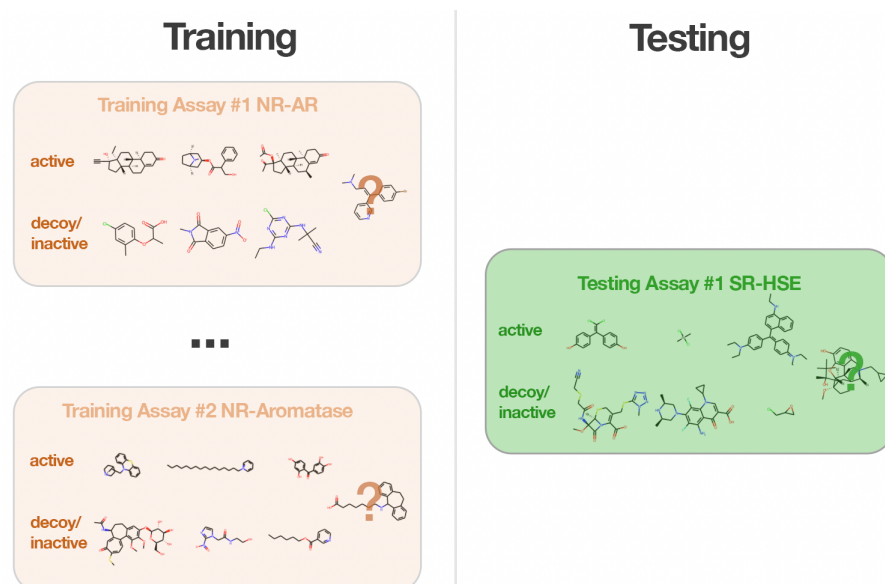 Training
Testing
Training Assay #1 NR-AR
active
?
decoy/
inactive
...
Training Assay #2 NR-Aromatase
active
?
decoy/
inactive
Testing Assay #1 SR-HSE
active
?
decoy/
inactive